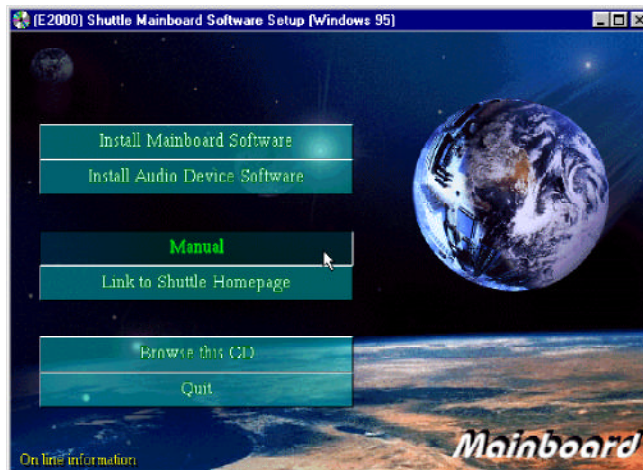 (E2000) Shuttle Mainboard Software Setup (Windows 95)
Install Mainboard Software
Install Audio Device Software
Manual
Link to Shuttle Homepage
Browse this CD
Quit
On line information
Mainboard